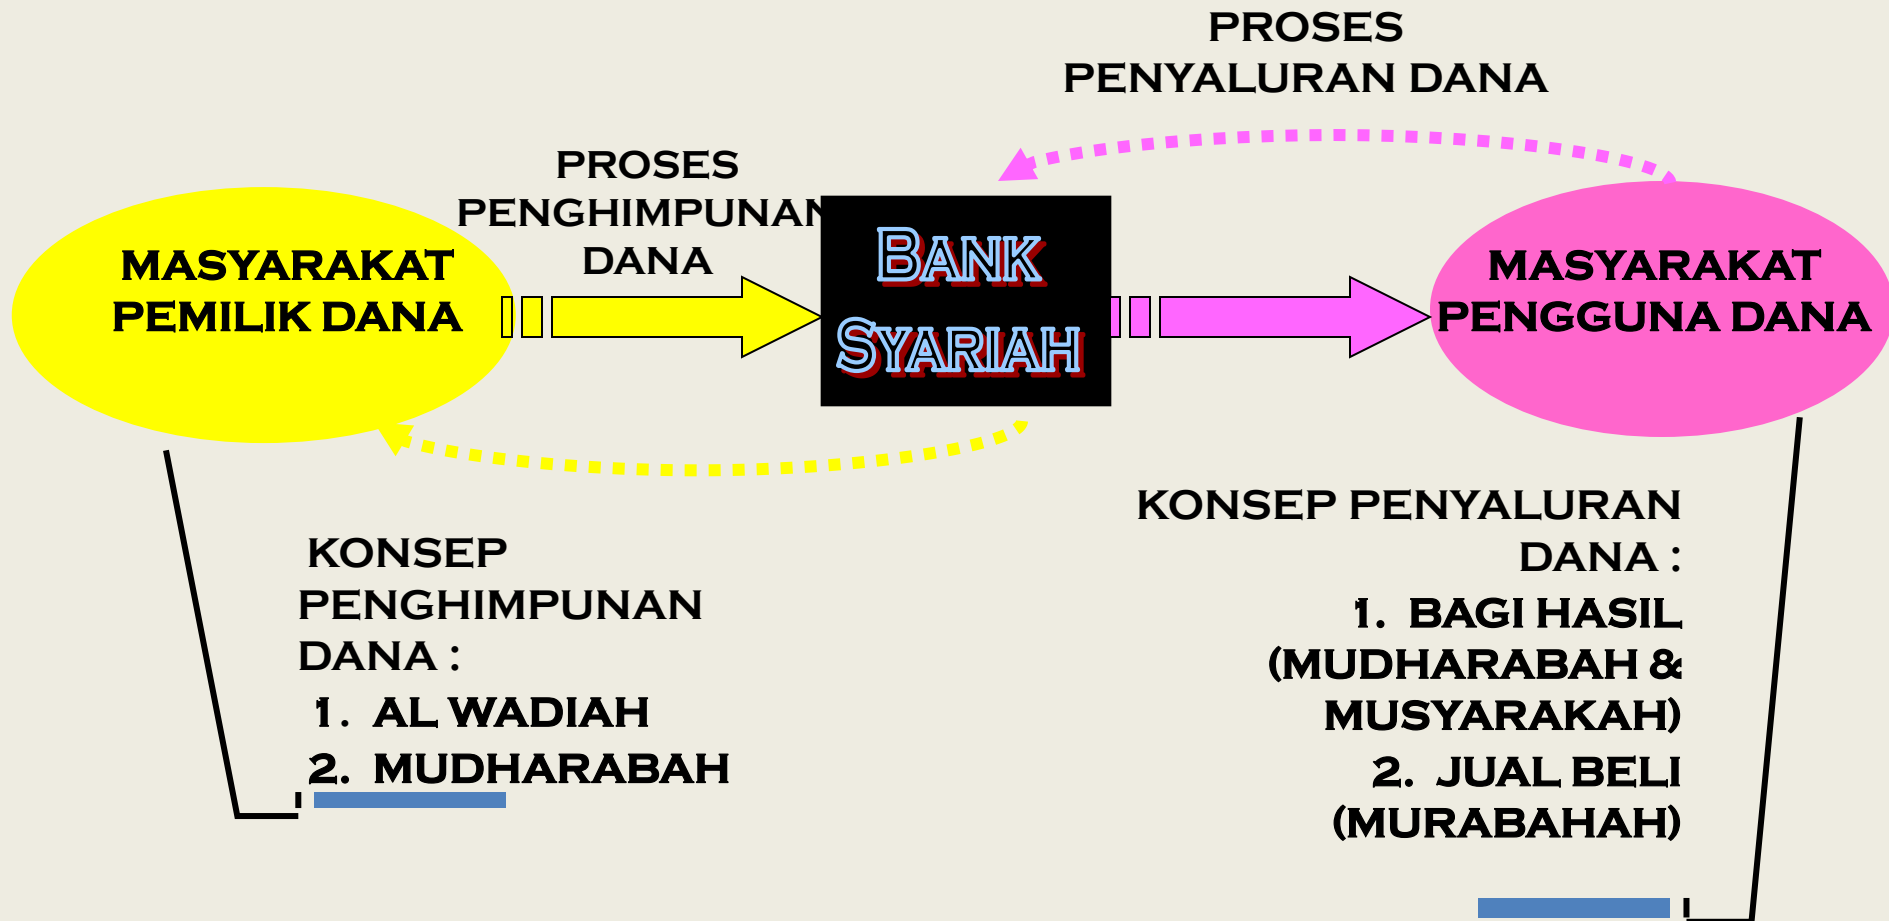 PROSES
PENYALURAN DANA
PROSES
PENGHIMPUNAN
DANA
MASYARAKAT
PEMILIK DANA
BANK
SYARIAH
MASYARAKAT
PENGGUNA DANA
KONSEP
PENGHIMPUNAN
DANA :
1. AL WADIAH
2. MUDHARABAH
KONSEP PENYALURAN
DANA :
1. BAGI HASIL
(MUDHARABAH &
MUSYARAKAH)
2. JUAL BELI
(MURABAHAH)